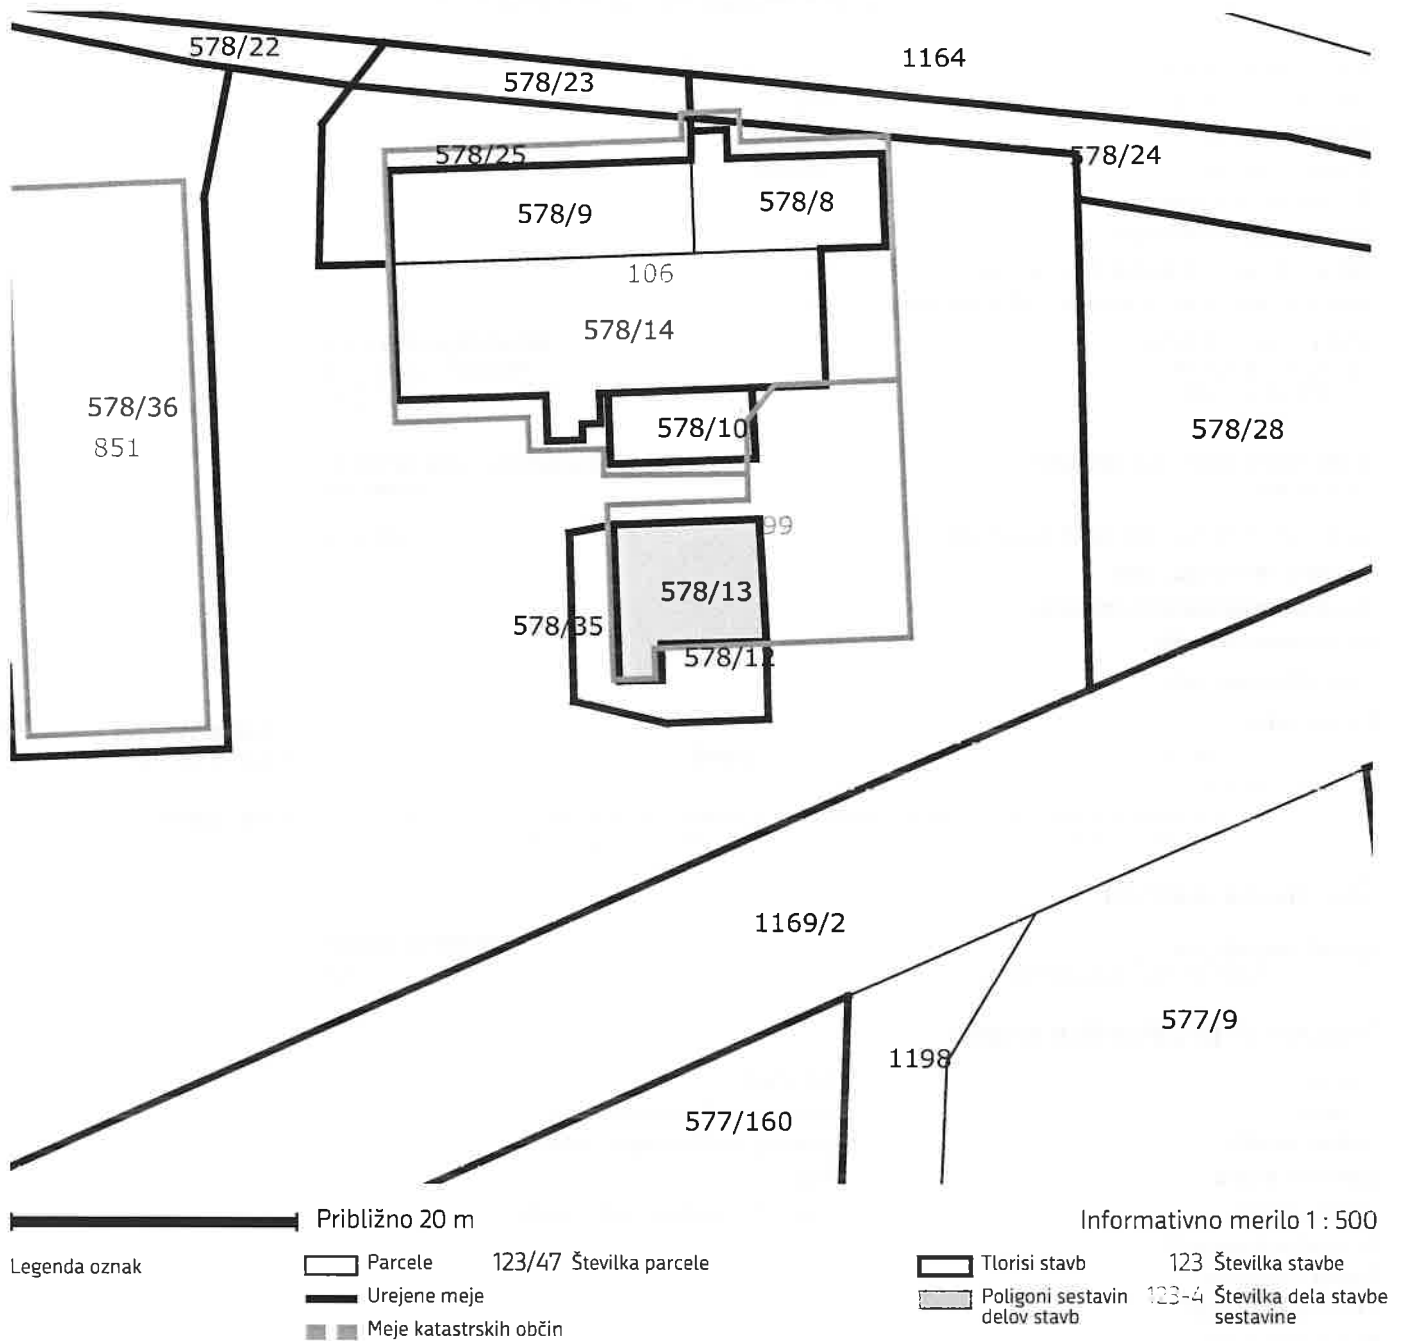 578/22
1164
578/23
578/25
578/24
578/9
578/8
106
578/14
578/36
851
578/10
578/28
99
578/13
578/35
578/12
1169/2
577/9
1198
577/160
Približno 20 m
Informativno merilo 1 : 500
Legenda oznak
Parcele 123/47 Številka parcele
Urejene meje
Meje katastrskih občin
Tlorisi stavb 123 Številka stavbe
Poligoni sestavin delov stavb 123-4 Številka dela stavbe sestavine